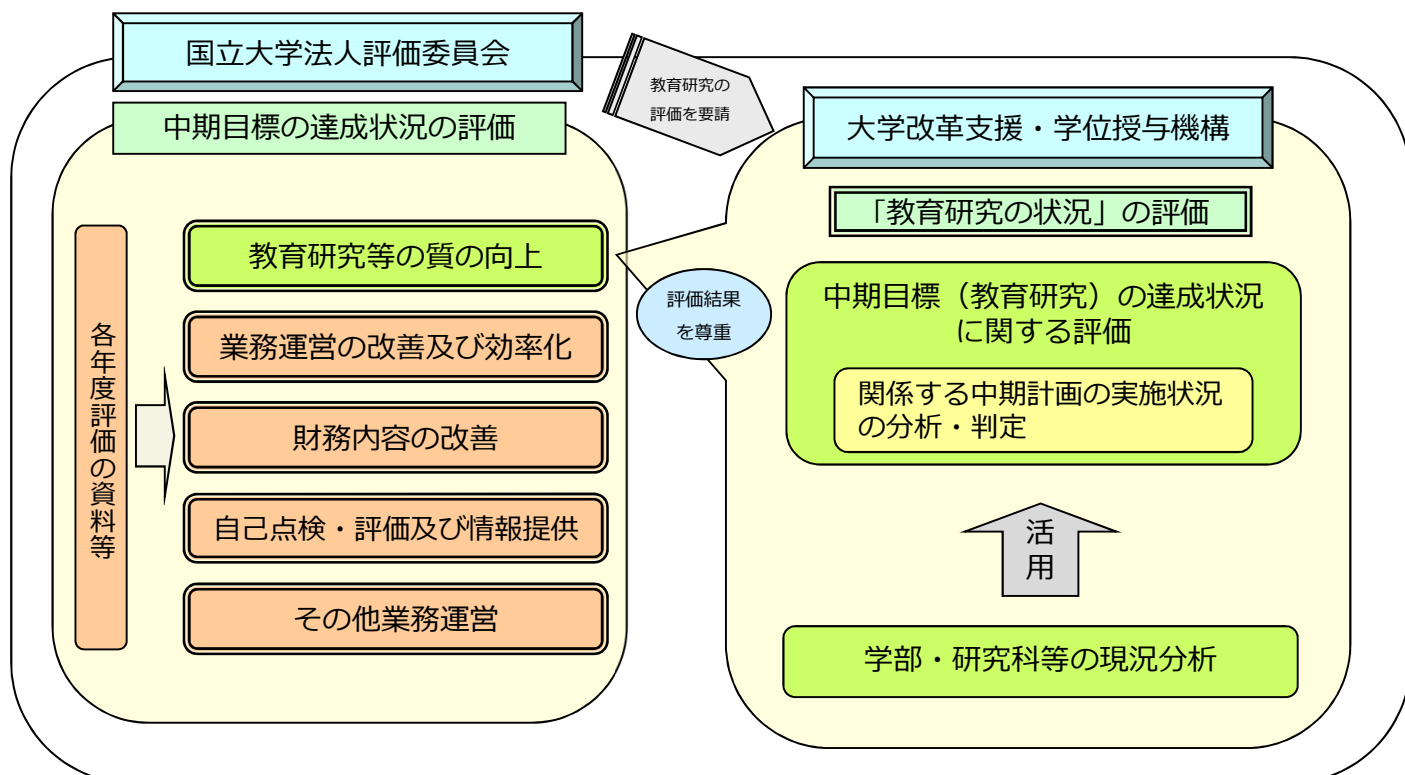 国立大学法人評価委員会
中期目標の達成状況の評価
各年度評価の資料等
教育研究等の質の向上
業務運営の改善及び効率化
財務内容の改善
自己点検・評価及び情報提供
その他業務運営
教育研究の
評価を要請
評価結果
を尊重
大学改革支援・学位授与機構
「教育研究の状況」の評価
中期目標（教育研究）の達成状況
に関する評価
関係する中期計画の実施状況
の分析・判定
活
用
学部・研究科等の現況分析